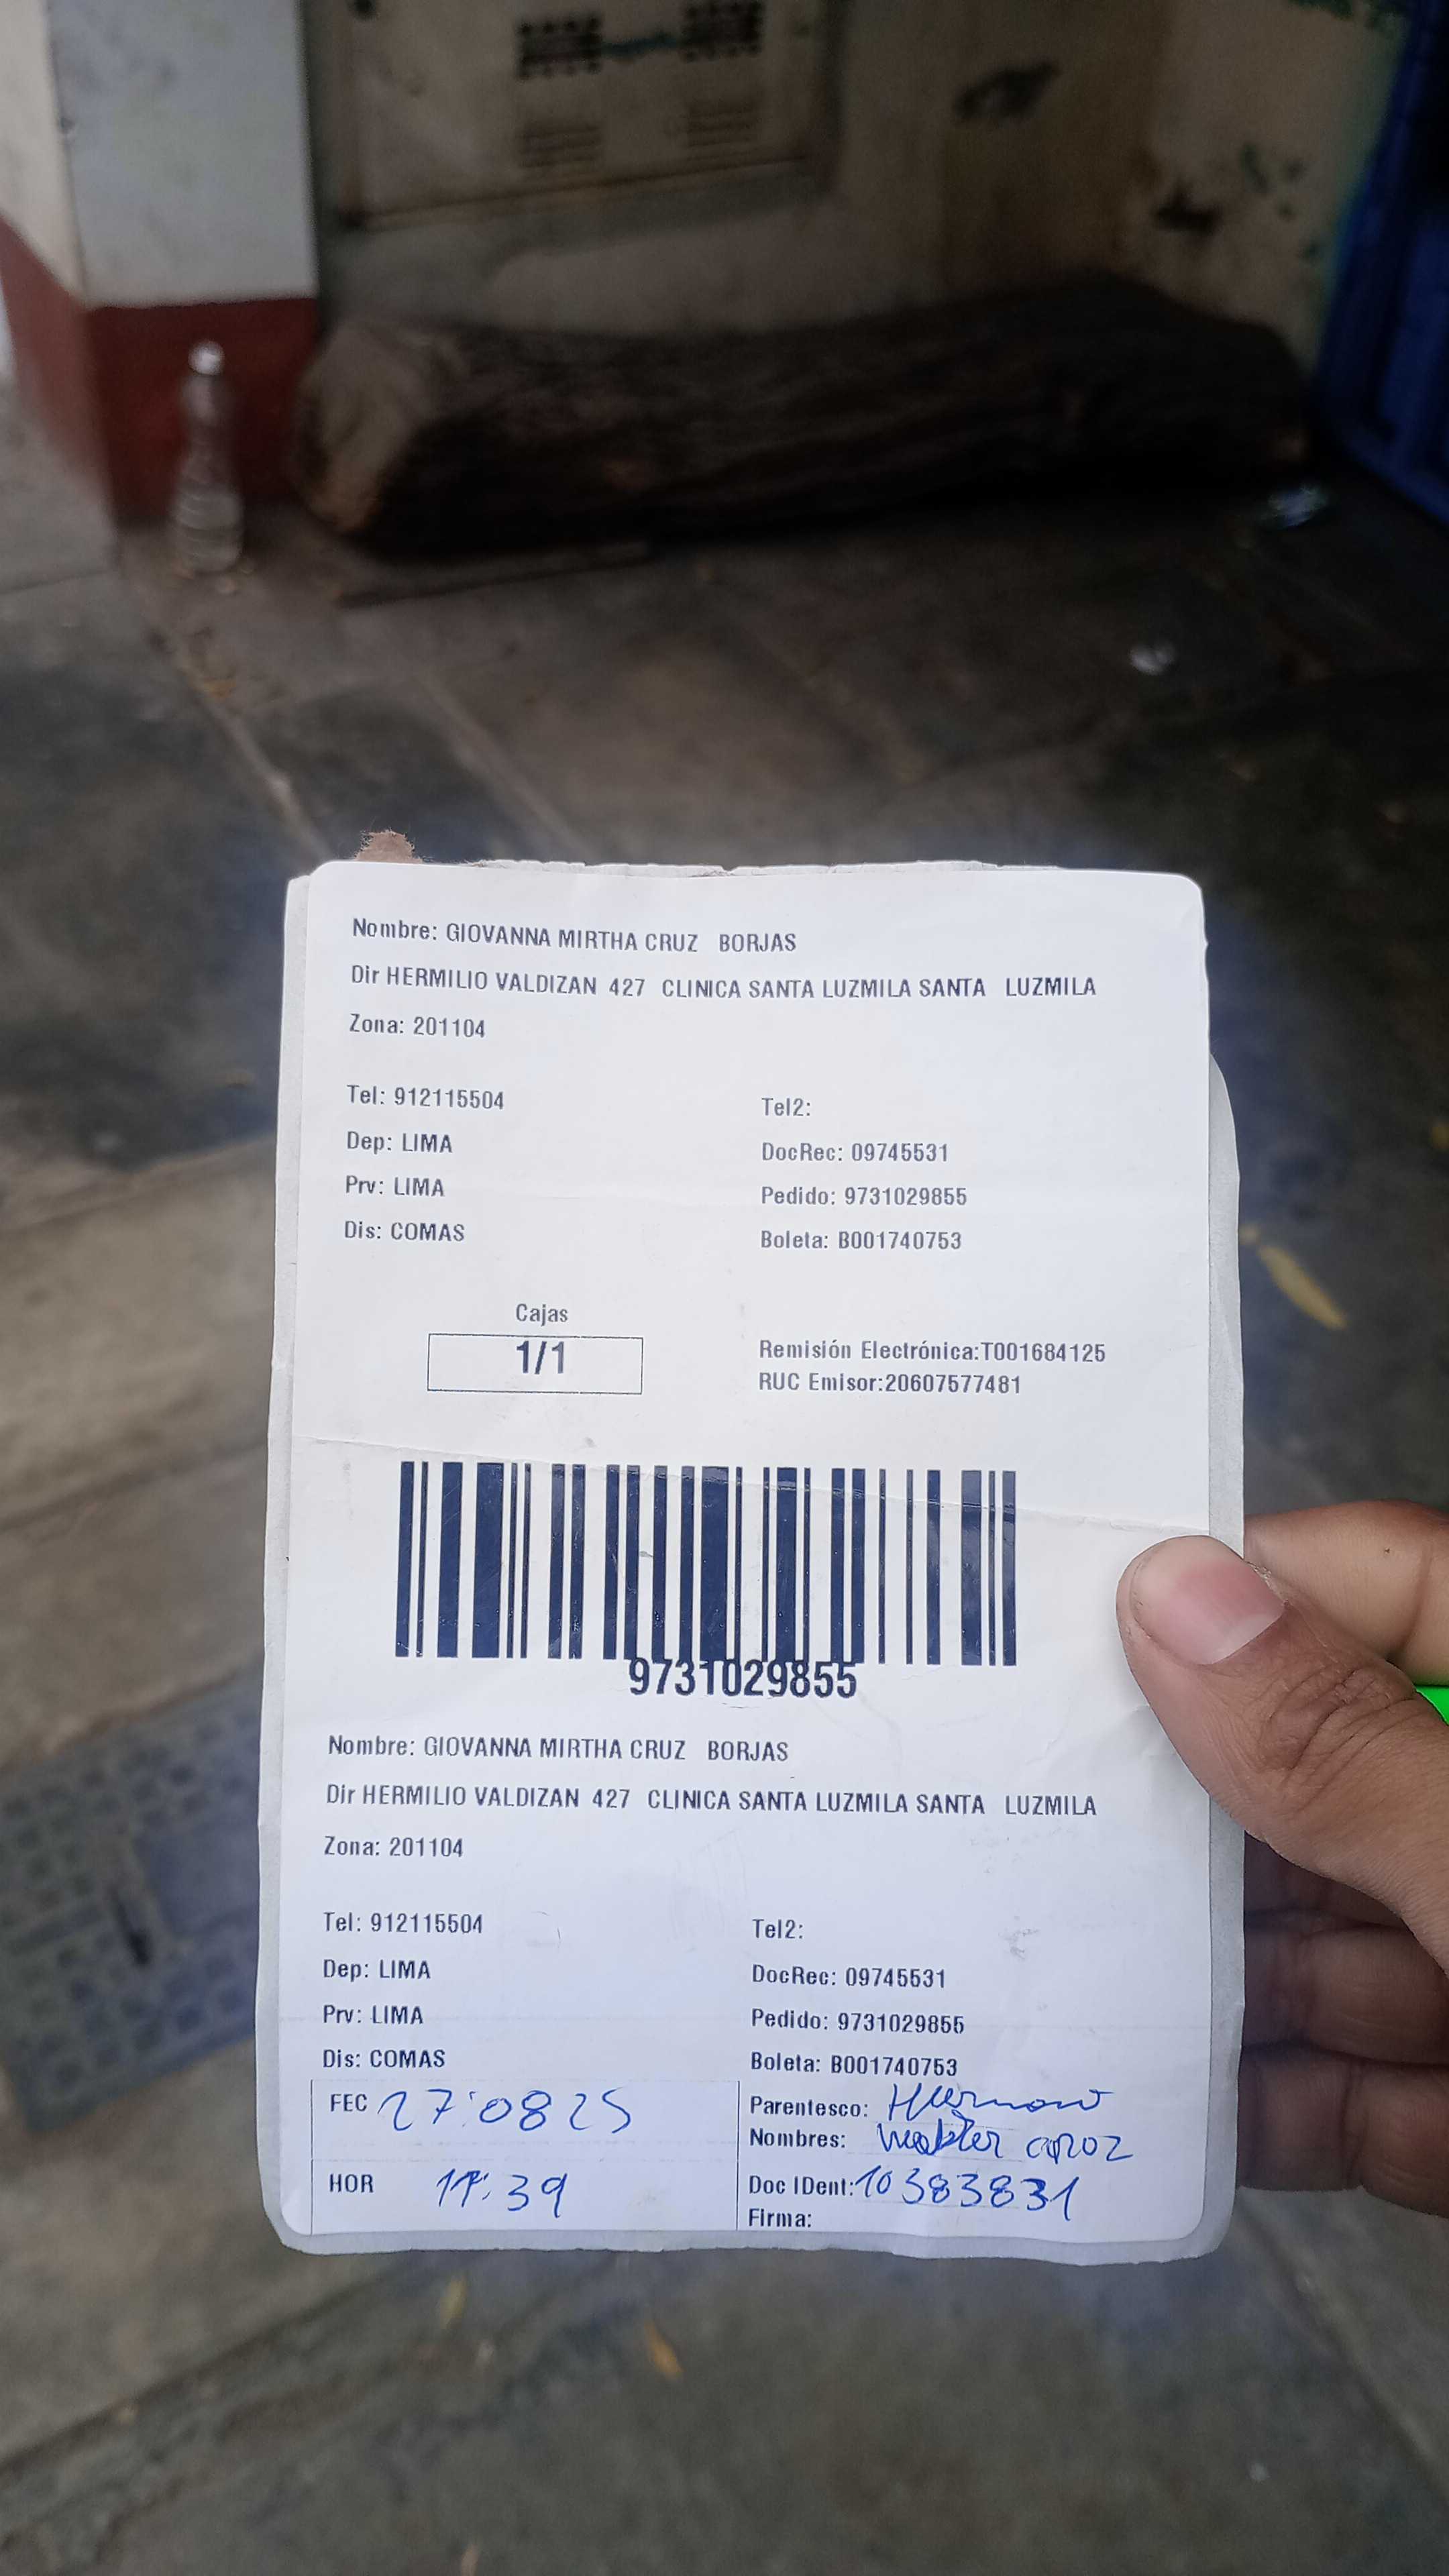 Nombre: GIOVANNA MIRTHA CRUZ BORJAS
Dir HERMILIO VALDIZAN 427 CLINICA SANTA LUZMILA SANTA LUZMILA
Zona: 201104
Tel: 912115504 Tel2:
Dep: LIMA DocRec: 09745531
Prv: LIMA Pedido: 9731029855
Dis: COMAS Boleta: B001740753
Cajas
1/1
Remisión Electrónica:T001684125
RUC Emisor:20607577481
9731029855
Nombre: GIOVANNA MIRTHA CRUZ BORJAS
Dir HERMILIO VALDIZAN 427 CLINICA SANTA LUZMILA SANTA LUZMILA
Zona: 201104
Tel: 912115504 Tel2:
Dep: LIMA DocRec: 09745531
Prv: LIMA Pedido: 9731029855
Dis: COMAS Boleta: B001740753
FEC 27'0825 Parentesco: Hermano
Nombres:
HOR Doc IDent: 10383831
Firma: